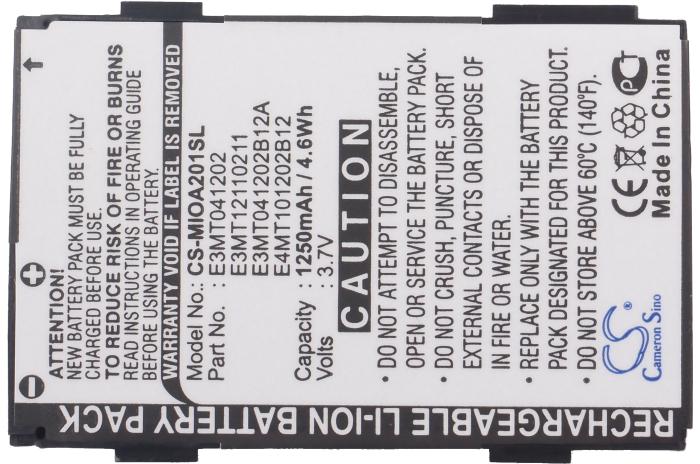 RECHARGEABLE LI-ION BATTERY PACK
ATTENTION!
NEW BATTERY PACK MUST BE FULLY
CHARGED BEFORE USING.
TO REDUCE RISK OF FIRE OR BURNS
READ INSTRUCTIONS IN OPERATING GUIDE
BEFORE USING THE BATTERY.
WARRANTY VOID IF LABEL IS REMOVED
Model No.: CS-MIOA201SL
Part No. : E3MT041202
E3MT12110211
E3MT041202B12A
E4MT101202B12
Capacity : 1250mAh / 4.6Wh
Volts : 3.7V
CAUTION
• DO NOT ATTEMPT TO DISASSEMBLE,
OPEN OR SERVICE THE BATTERY PACK.
• DO NOT CRUSH, PUNCTURE, SHORT
EXTERNAL CONTACTS OR DISPOSE OF
IN FIRE OR WATER.
• REPLACE ONLY WITH THE BATTERY
PACK DESIGNATED FOR THIS PRODUCT.
• DO NOT STORE ABOVE 60°C (140°F).
CE
PCT
Made in China
CS®
Cameron Sino